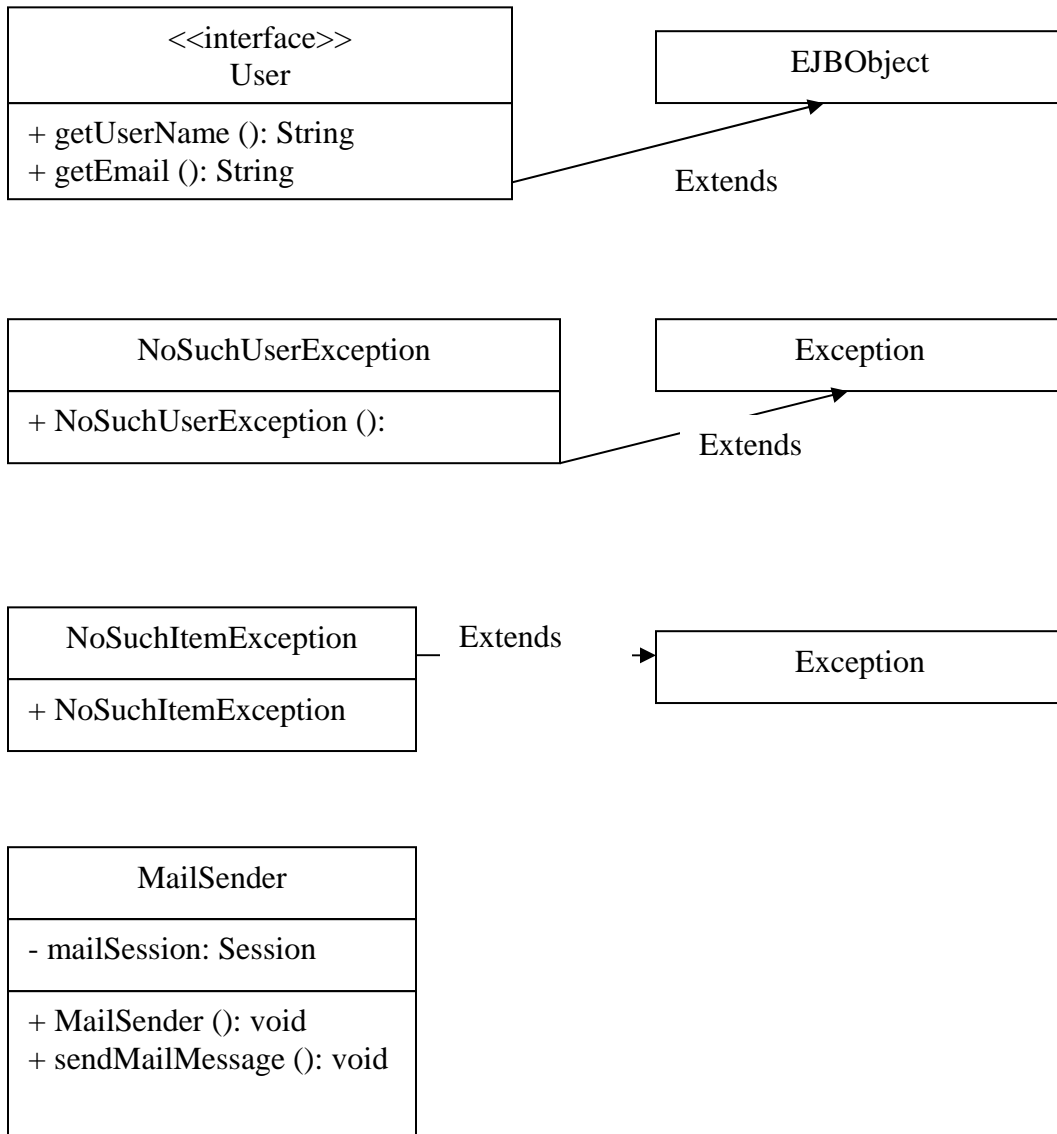 <<interface>>
User
+ getUserName (): String
+ getEmail (): String
EJBObject
Extends
NoSuchUserException
+ NoSuchUserException ():
Exception
Extends
NoSuchItemException
+ NoSuchItemException
Extends
Exception
MailSender
- mailSession: Session
+ MailSender (): void
+ sendMailMessage (): void